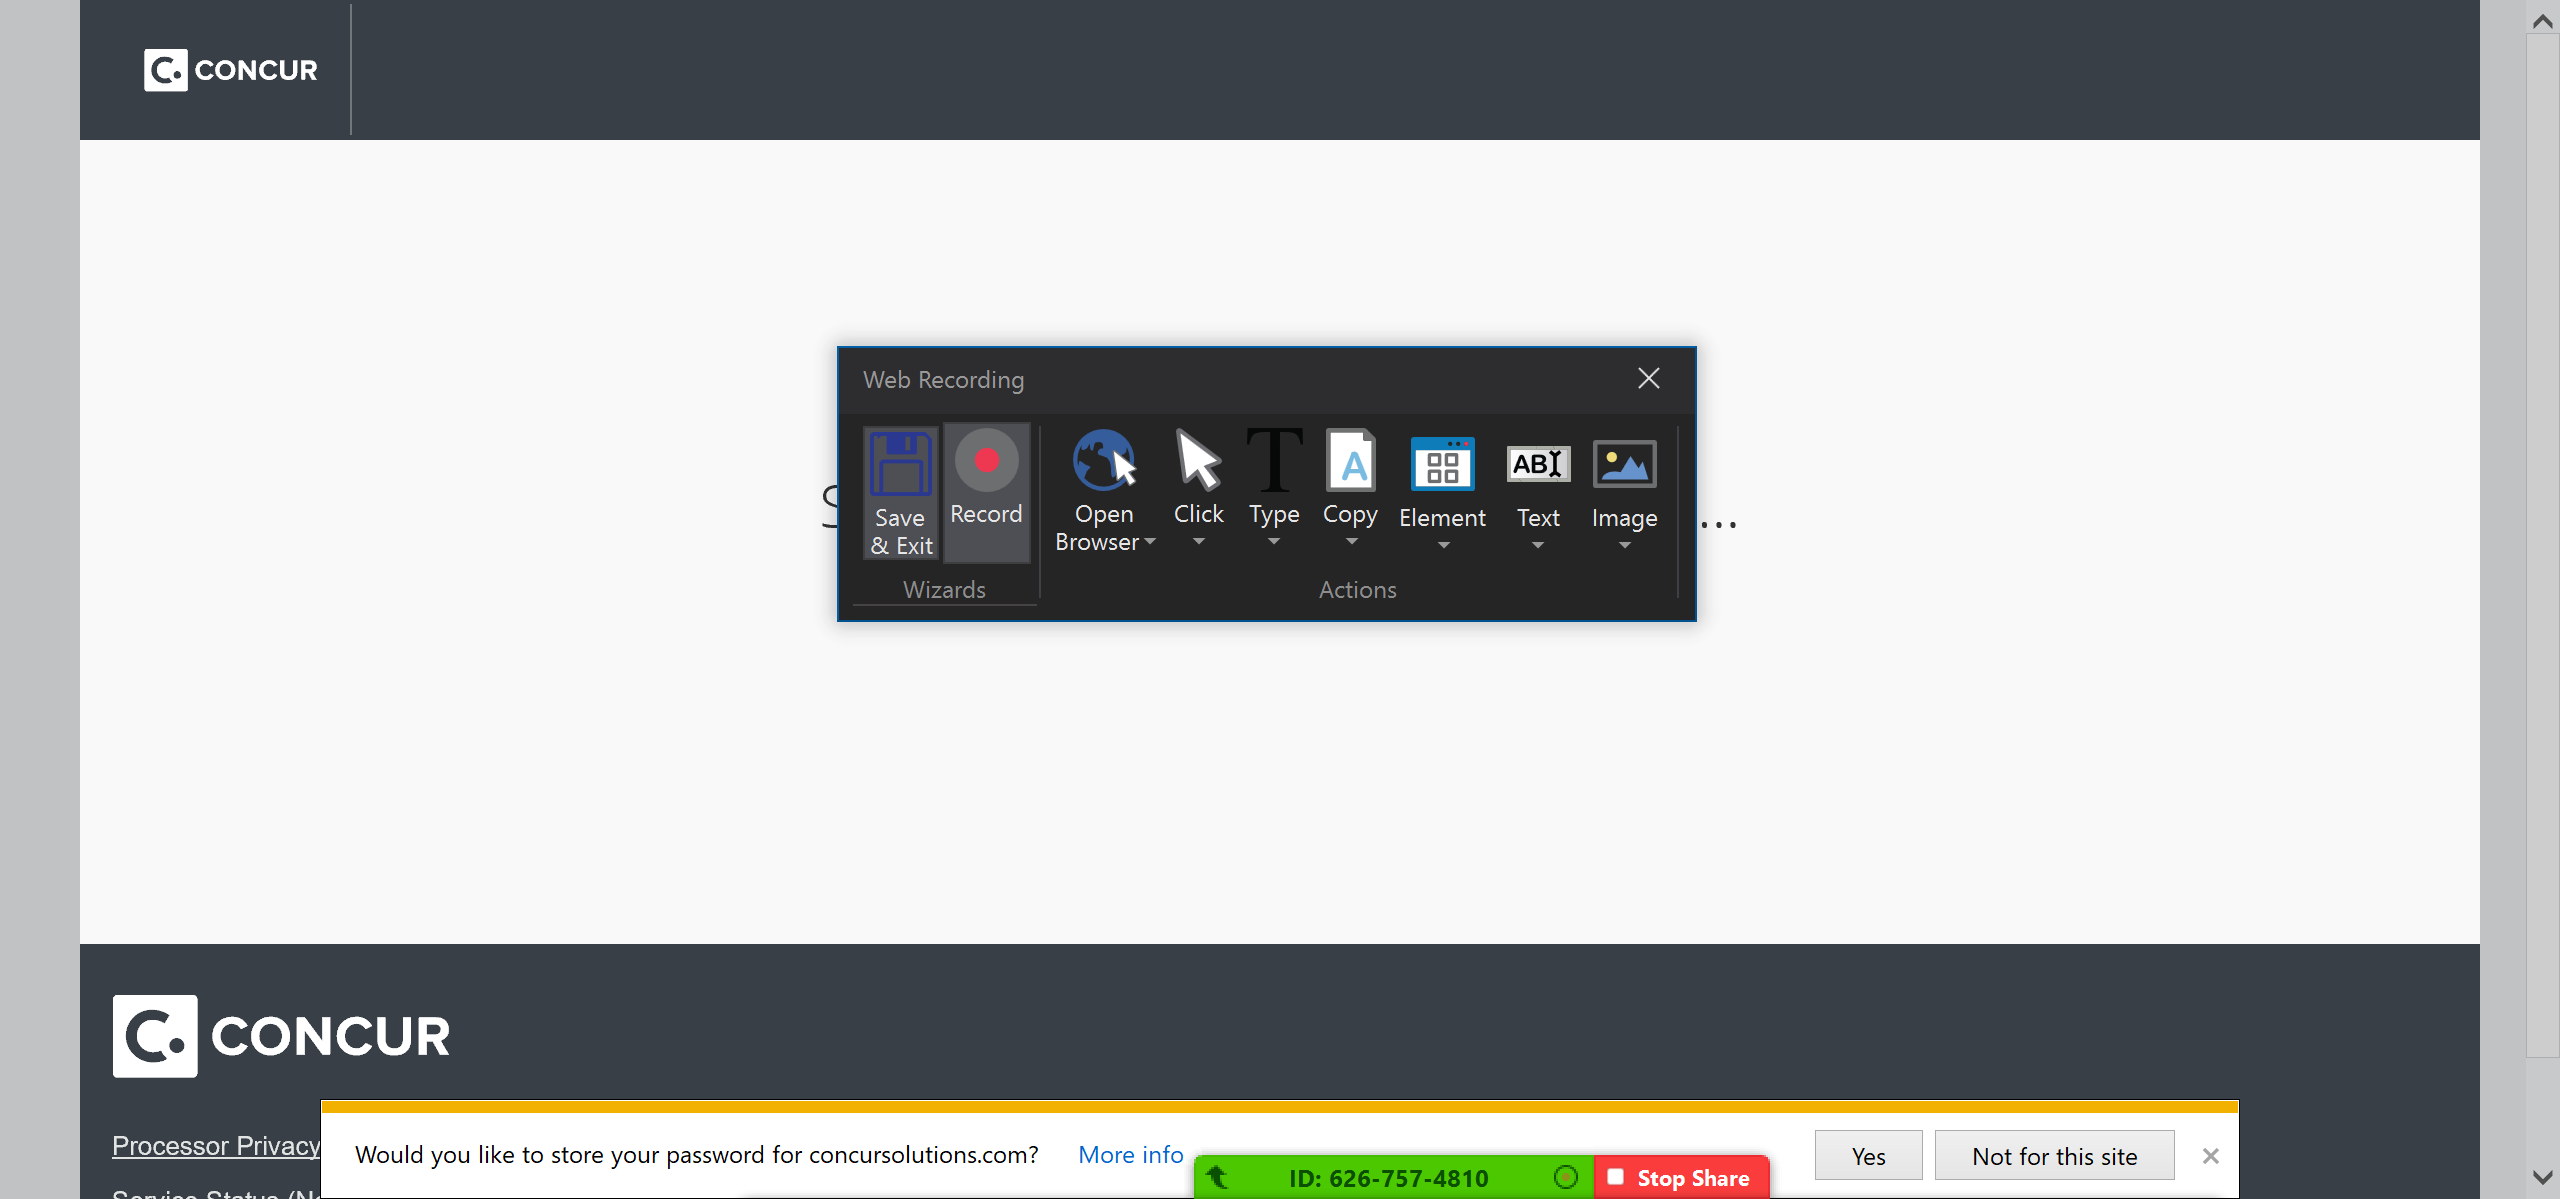 CONCUR
Web Recording
Save & Exit
Record
Open Browser
Click
Type
Copy
Element
Text
Image
Wizards
Actions
...
CONCUR
Processor Privacy
Would you like to store your password for concursolutions.com? More info
Yes
Not for this site
ID: 626-757-4810
Stop Share